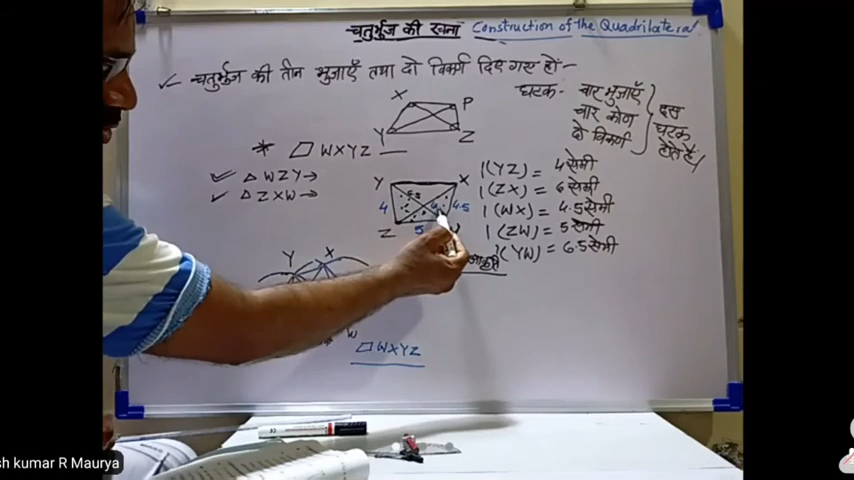 चतुर्भुज की रचना Construction of the Quadrilateral
✓ चतुर्भुज की तीन भुजाएँ तथा दो विकर्ण दिए गए हों -
घटक - चार भुजाएँ
चार कोण
दो विकर्ण
दस
घटक
होते हैं
X P
Y Z
* □ WXYZ —
✓ △ WZY →
✓ △ ZXW →
Y X
4 4.5
Z 5
l(YZ) = 4 सेमी
l(ZX) = 6 सेमी
l(WX) = 4.5 सेमी
l(ZW) = 5 सेमी
l(YW) = 6.5 सेमी
Y X
W
□ WXYZ
sh kumar R Maurya